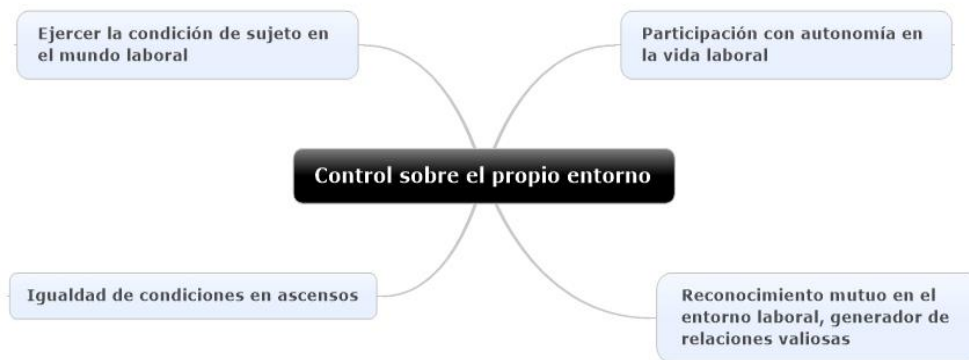 Ejercer la condición de sujeto en
el mundo laboral
Participación con autonomía en
la vida laboral
Control sobre el propio entorno
Igualdad de condiciones en ascensos
Reconocimiento mutuo en el
entorno laboral, generador de
relaciones valiosas